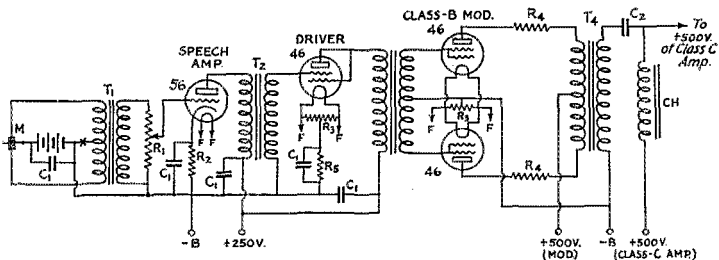 CLASS-B MOD.
46
R4
T4
C2
To
+500V.
of Class C
Amp.
DRIVER
46
SPEECH
AMP.
56
T2
T1
M
C1
R1
F F
C1
R2
C1
F
R3
F
C1
R5
C1
F
R3
F
46
R4
CH
-B
+250V.
+500V.
(MOD.)
-B
+500V.
(CLASS-C AMP.)